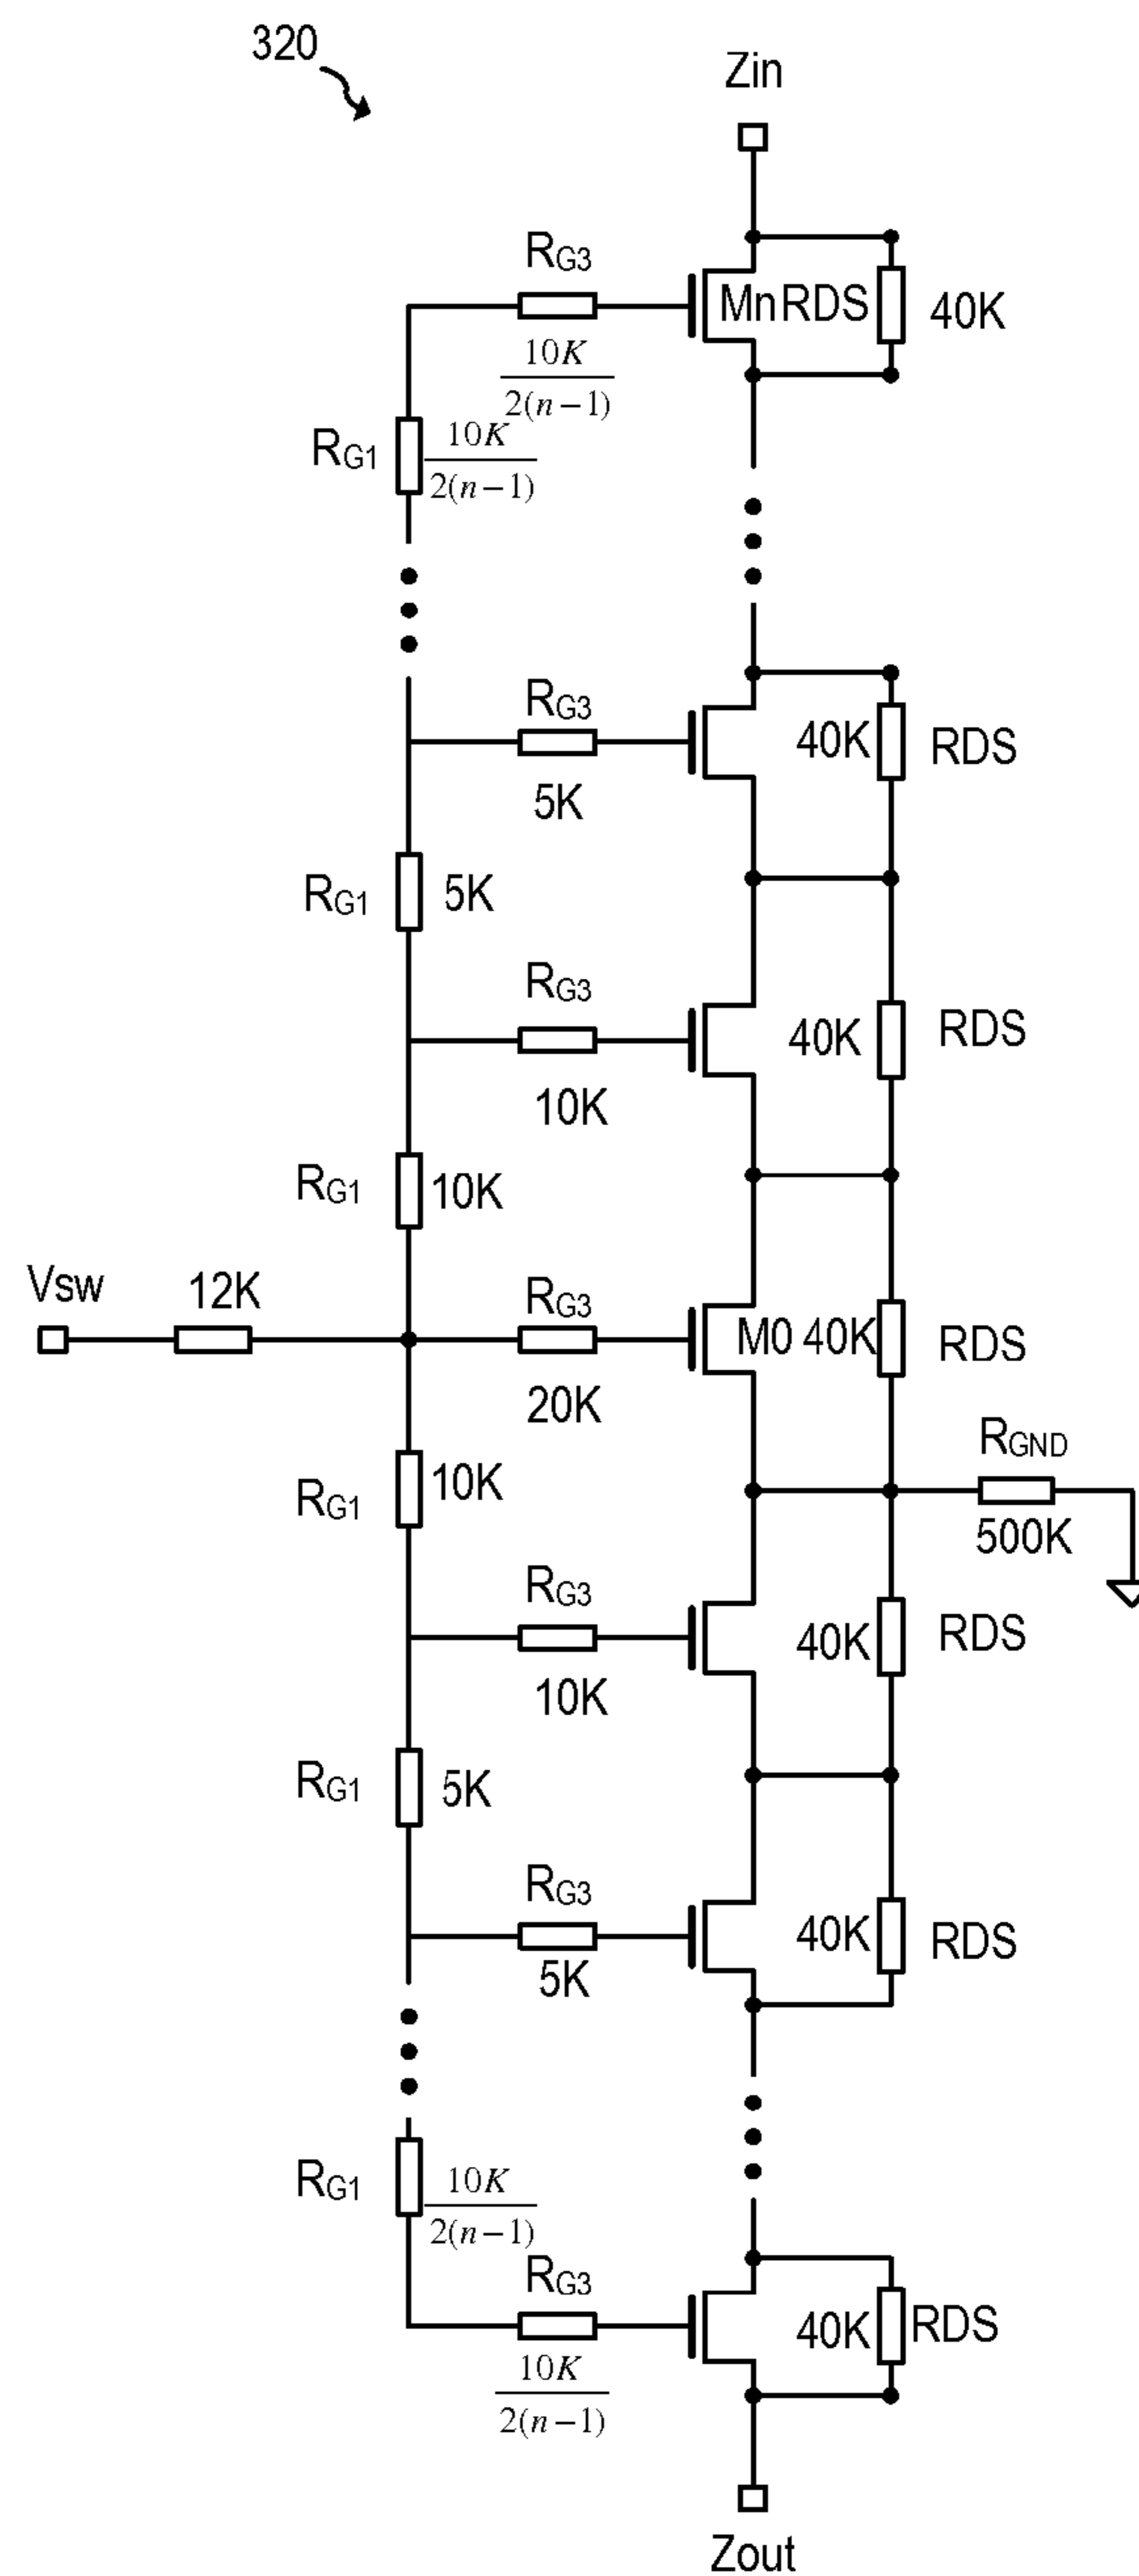 320
Zin
RG3
MnRDS
40K
10K
2(n−1)
RG1
10K
2(n−1)
RG3
40K
RDS
5K
RG1
5K
RG3
40K
RDS
10K
RG1
10K
Vsw
12K
RG3
M0
40K
RDS
20K
RGND
500K
RG1
10K
RG3
40K
RDS
10K
RG1
5K
RG3
40K
RDS
5K
RG1
10K
2(n−1)
RG3
40K
RDS
10K
2(n−1)
Zout